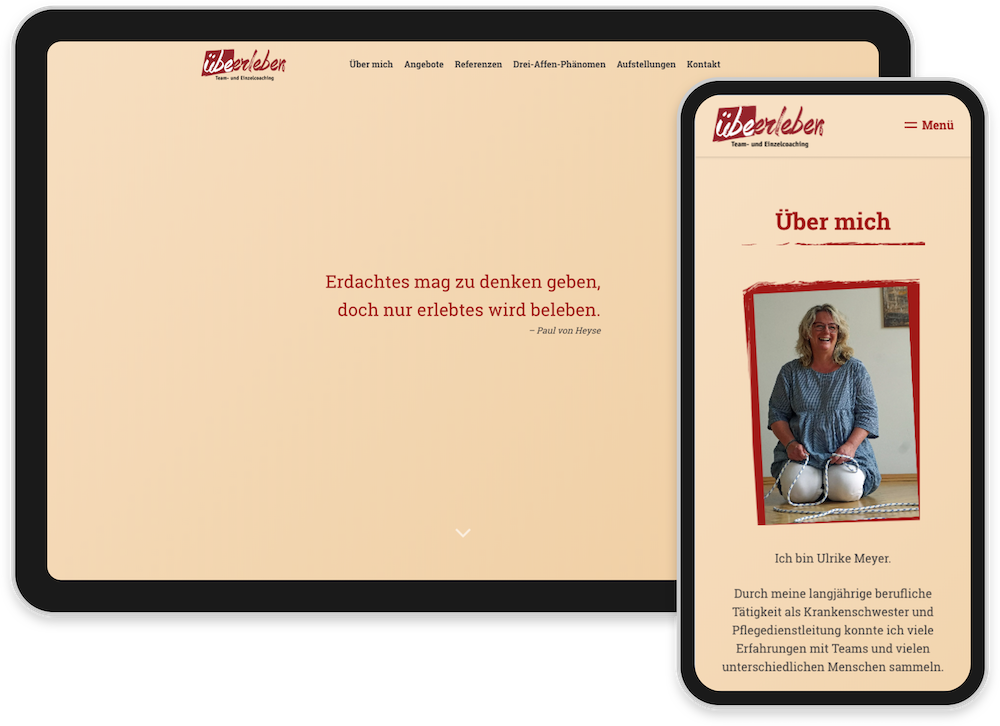 übeerleben
Team- und Einzelcoaching
Über mich Angebote Referenzen Drei-Affen-Phänomen Aufstellungen Kontakt
Erdachtes mag zu denken geben,
doch nur erlebtes wird beleben.
– Paul von Heyse
übeerleben
Team- und Einzelcoaching
Menü
Über mich
Ich bin Ulrike Meyer.
Durch meine langjährige berufliche
Tätigkeit als Krankenschwester und
Pflegedienstleitung konnte ich viele
Erfahrungen mit Teams und vielen
unterschiedlichen Menschen sammeln.